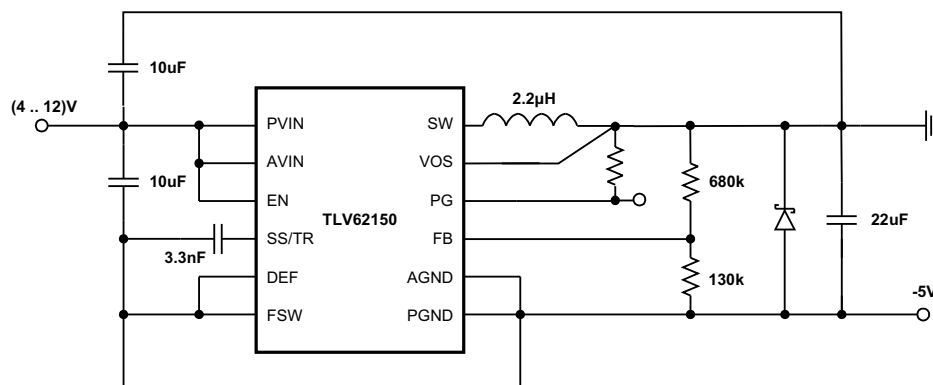 10uF
(4 .. 12)V
10uF
3.3nF
PVIN
AVIN
EN
SS/TR
DEF
FSW
TLV62150
SW
VOS
PG
FB
AGND
PGND
2.2µH
680k
130k
22uF
-5V